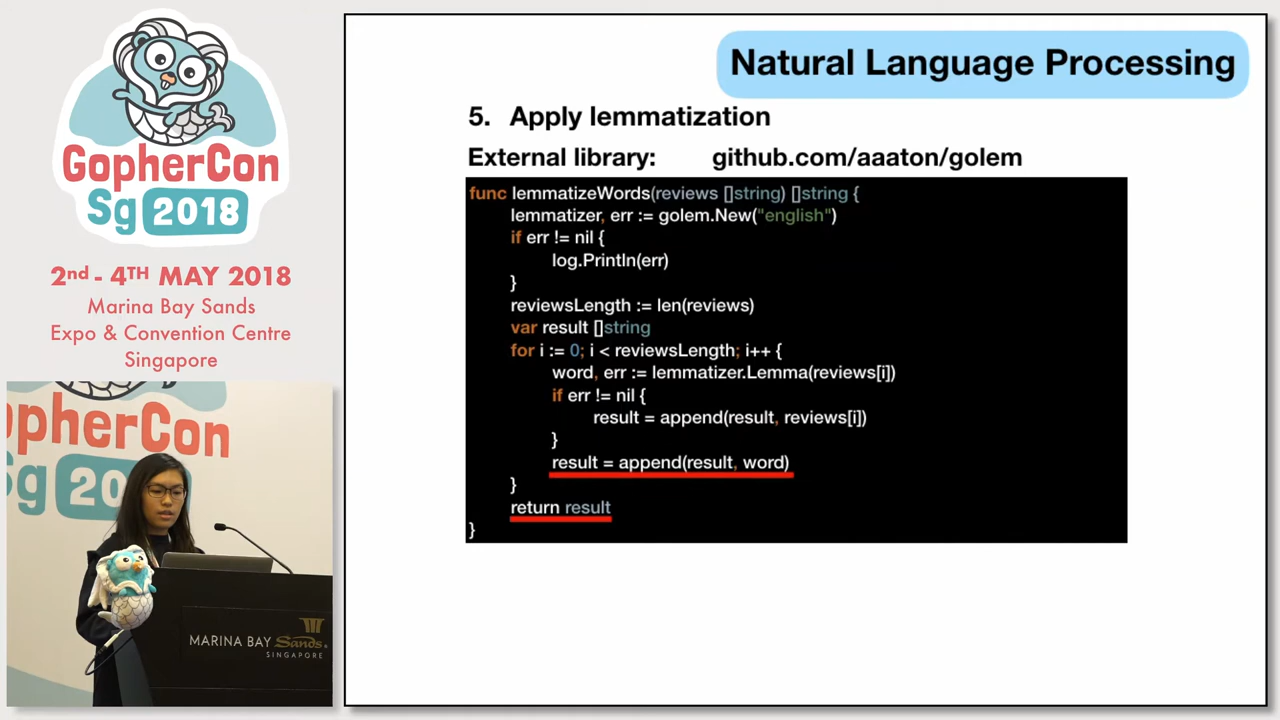 GopherCon
Sg 2018
2nd - 4TH MAY 2018
Marina Bay Sands
Expo & Convention Centre
Singapore
Natural Language Processing
5. Apply lemmatization
External library: github.com/aaaton/golem
func lemmatizeWords(reviews []string) []string {
lemmatizer, err := golem.New("english")
if err != nil {
log.Println(err)
}
reviewsLength := len(reviews)
var result []string
for i := 0; i < reviewsLength; i++ {
word, err := lemmatizer.Lemma(reviews[i])
if err != nil {
result = append(result, reviews[i])
}
result = append(result, word)
}
return result
}
opherCon
Sg 20
MARINA BAY Sands.
SINGAPORE